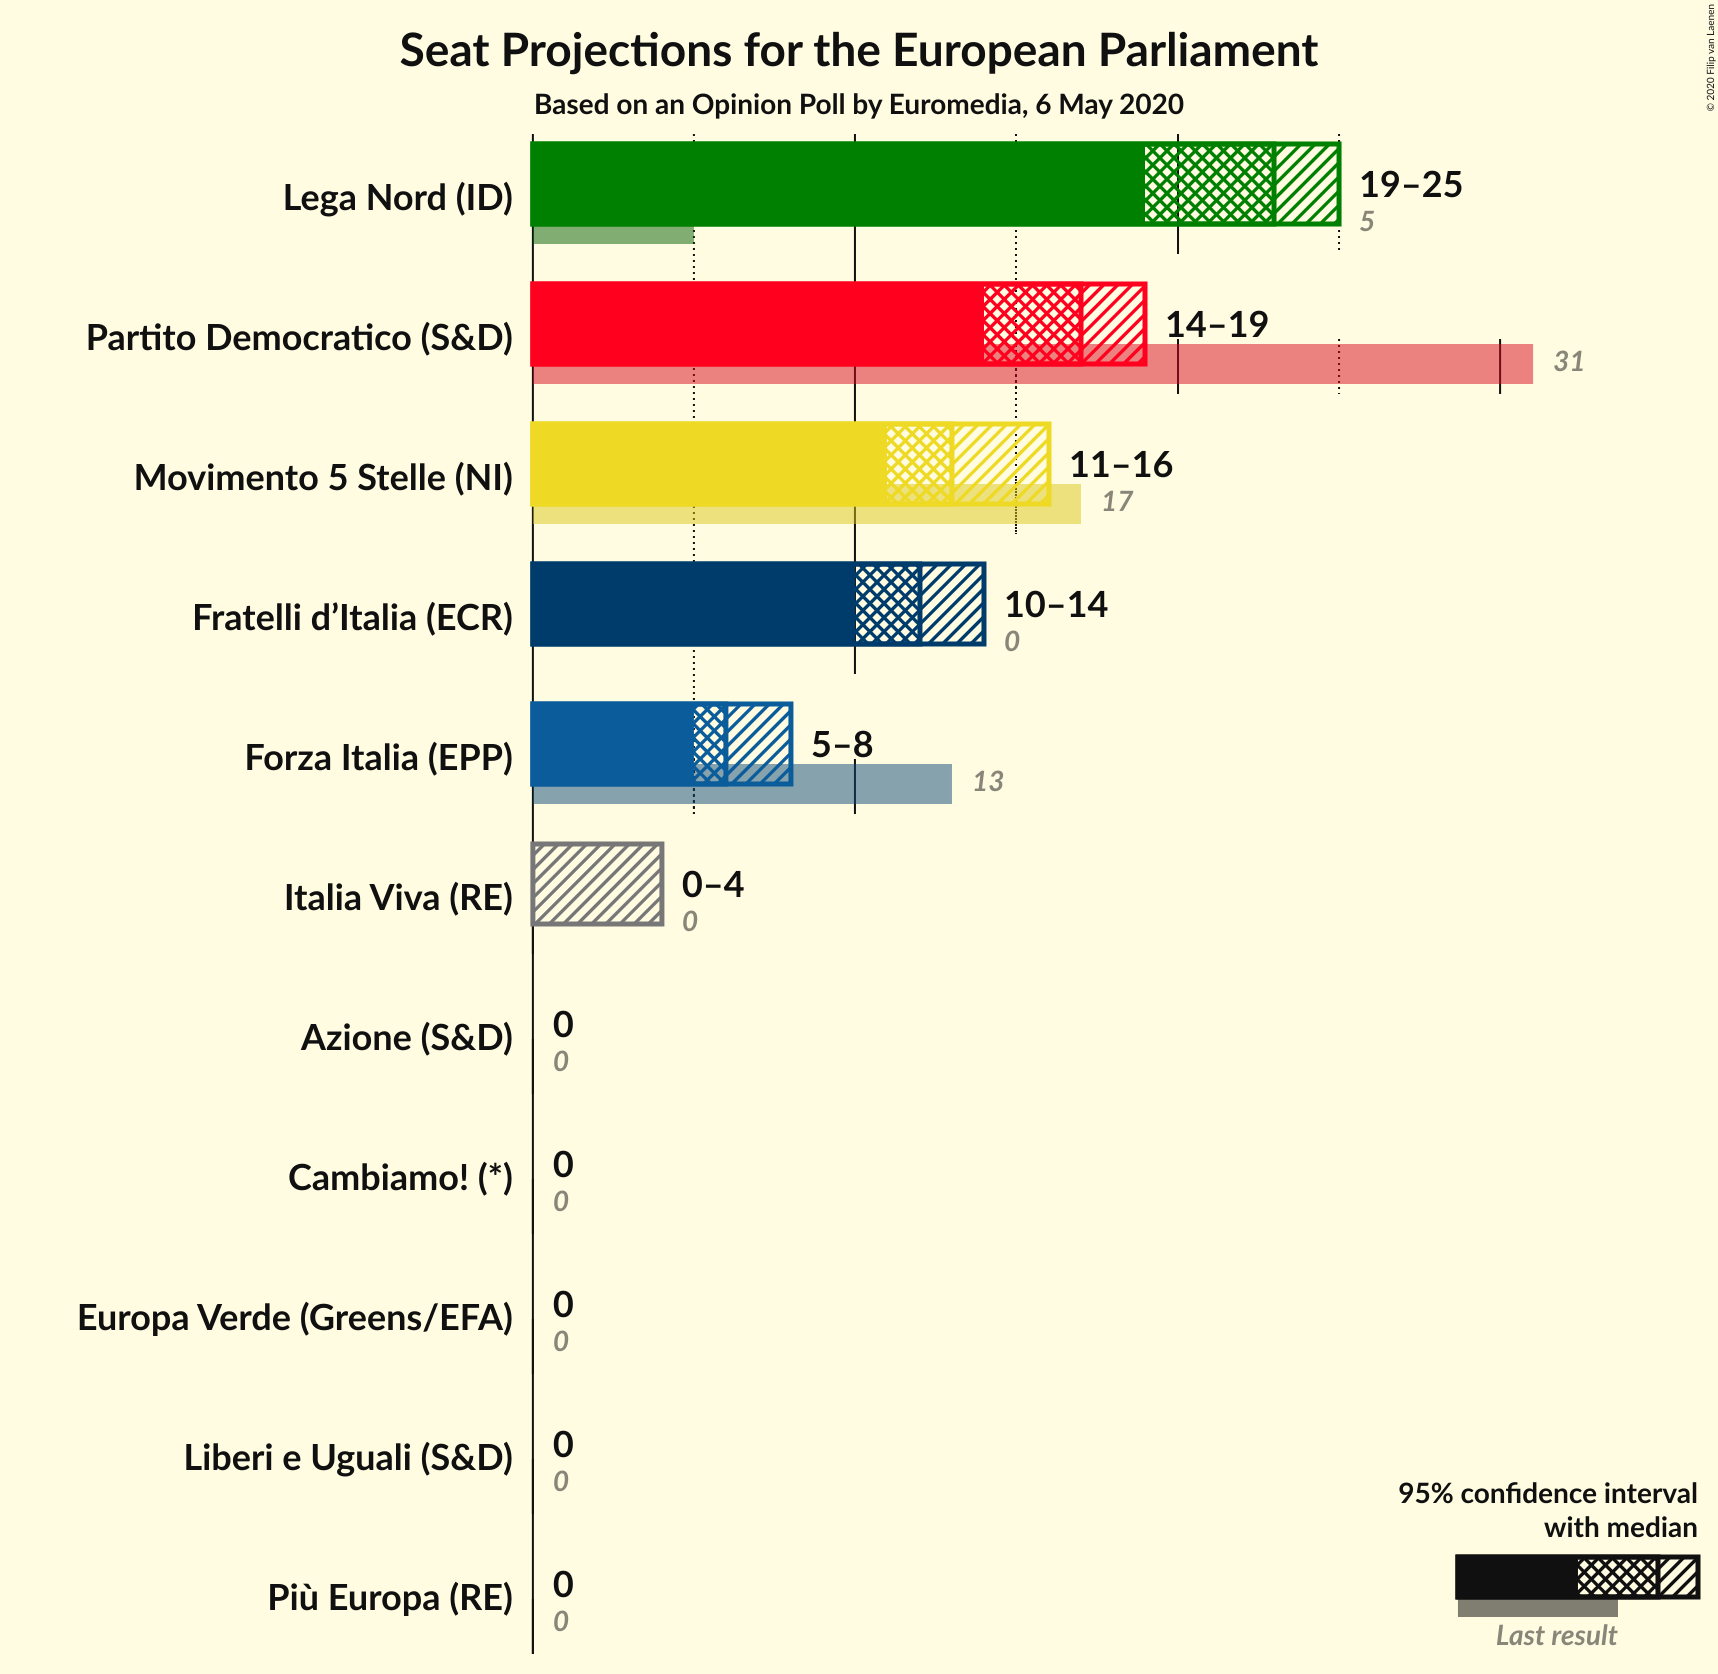 Seat Projections for the European Parliament
Based on an Opinion Poll by Euromedia, 6 May 2020
© 2020 Filip van Laenen
Lega Nord (ID)
19–25
5
Partito Democratico (S&D)
14–19
31
Movimento 5 Stelle (NI)
11–16
17
Fratelli d’Italia (ECR)
10–14
0
Forza Italia (EPP)
5–8
13
Italia Viva (RE)
0–4
0
Azione (S&D)
0
0
Cambiamo! (*)
0
0
Europa Verde (Greens/EFA)
0
0
Liberi e Uguali (S&D)
0
0
Più Europa (RE)
0
0
95% confidence interval
with median
Last result